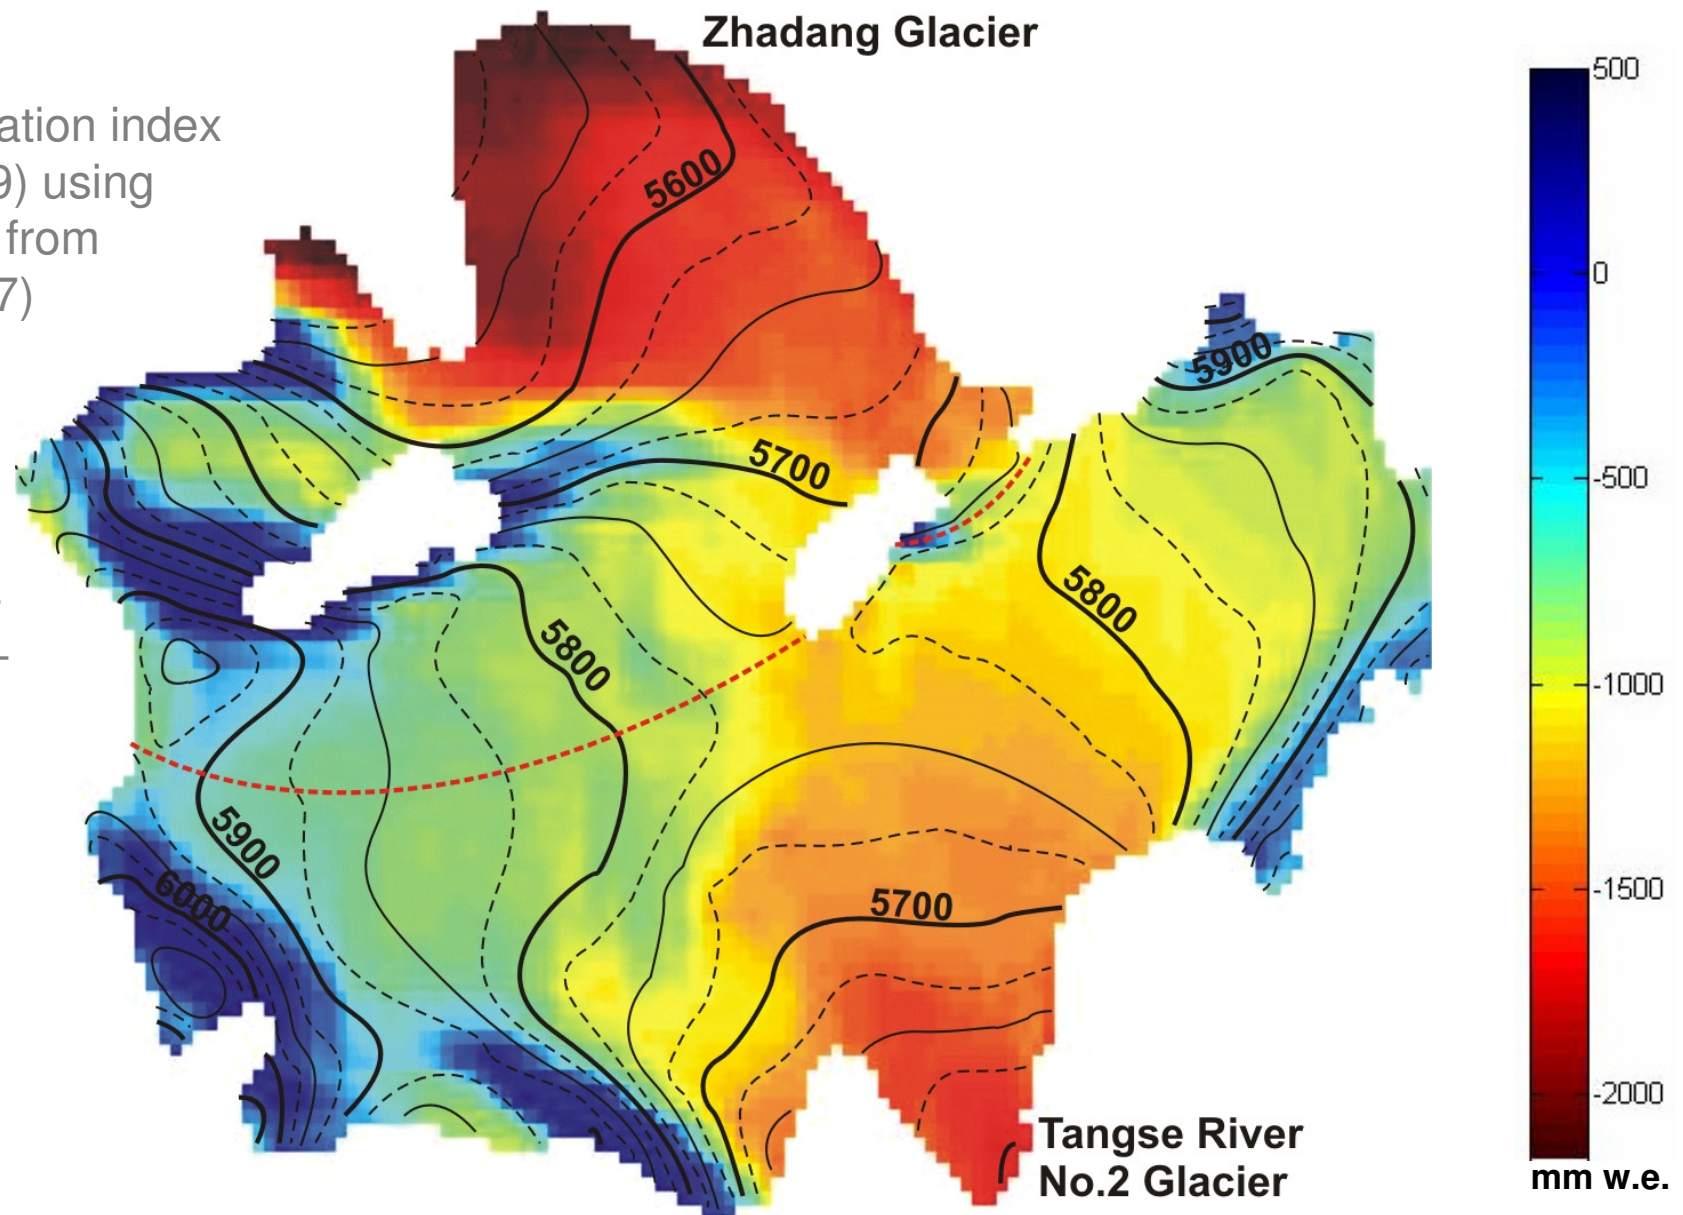 Zhadang Glacier
ation index
9) using
from
7)
5600
5700
5900
5800
5800
5900
6000
5700
Tangse River
No.2 Glacier
500
0
-500
-1000
-1500
-2000
mm w.e.